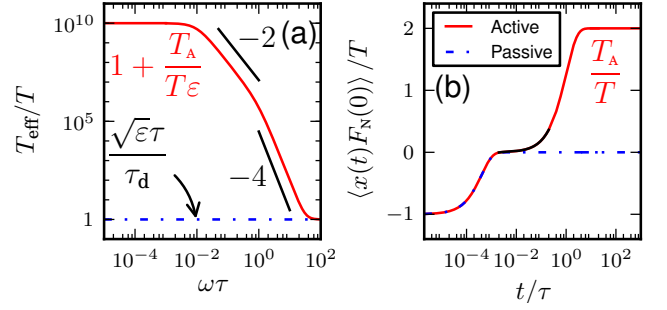 (a)
−2
−4
1 + T_A/Tε
√ε τ/τ_d
T_eff/T
10^10
10^5
1
10^−4
10^−2
10^0
10^2
ωτ
Active
Passive
(b)
T_A/T
⟨x(t)F_N(0)⟩/T
2
1
0
−1
10^−4
10^−2
10^0
10^2
t/τ